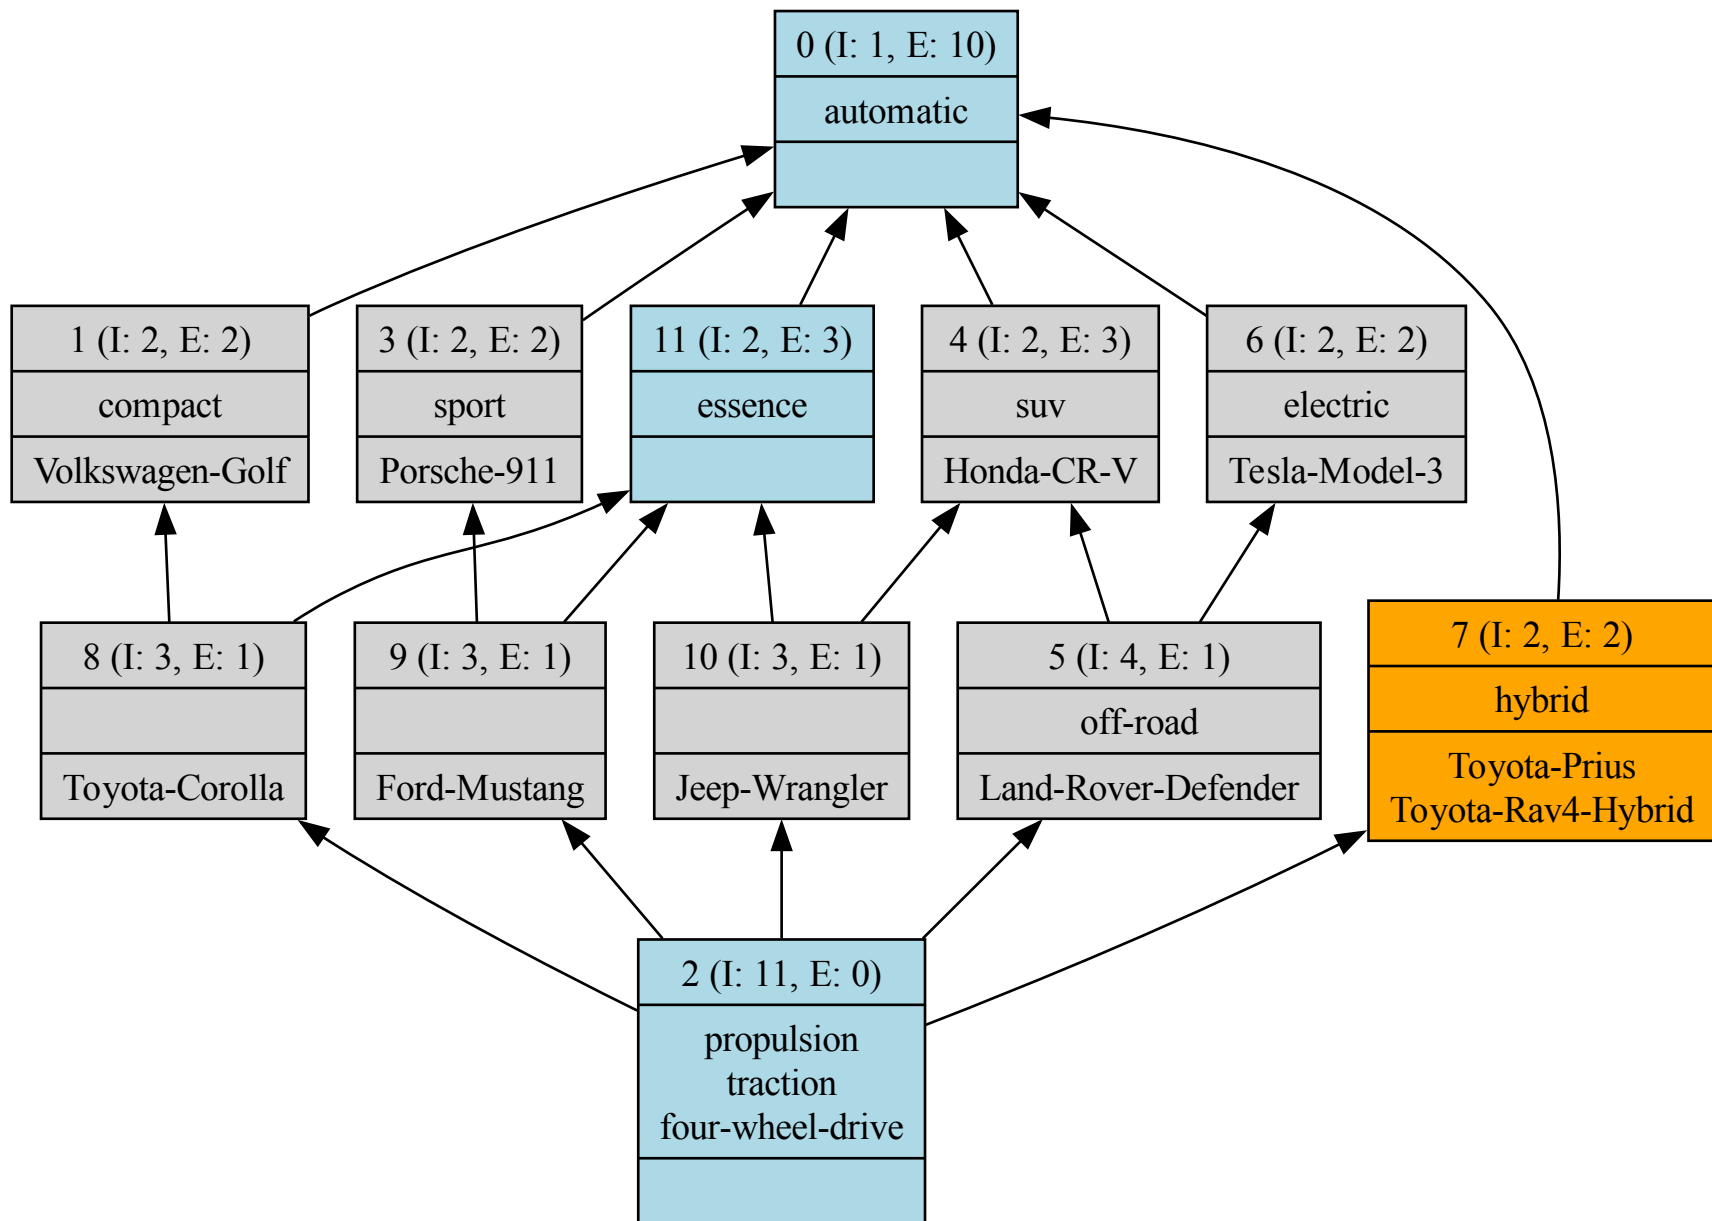 0 (I: 1, E: 10)
automatic
1 (I: 2, E: 2)
compact
Volkswagen-Golf
3 (I: 2, E: 2)
sport
Porsche-911
11 (I: 2, E: 3)
essence
4 (I: 2, E: 3)
suv
Honda-CR-V
6 (I: 2, E: 2)
electric
Tesla-Model-3
8 (I: 3, E: 1)
Toyota-Corolla
9 (I: 3, E: 1)
Ford-Mustang
10 (I: 3, E: 1)
Jeep-Wrangler
5 (I: 4, E: 1)
off-road
Land-Rover-Defender
7 (I: 2, E: 2)
hybrid
Toyota-Prius
Toyota-Rav4-Hybrid
2 (I: 11, E: 0)
propulsion
traction
four-wheel-drive